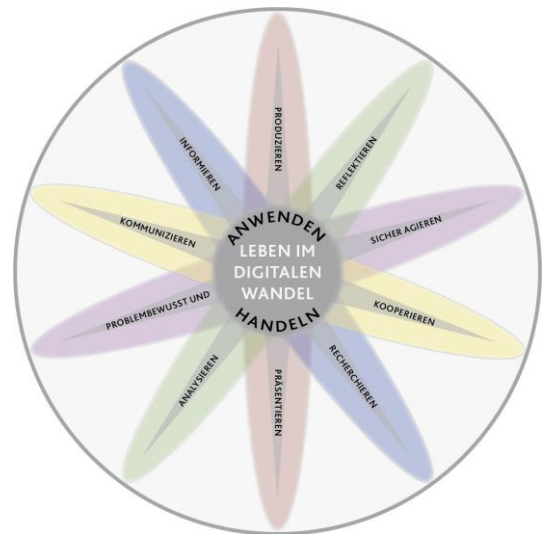 PRODUZIEREN
REFLEKTIEREN
SICHER AGIEREN
KOOPERIEREN
RECHERCHIEREN
PRÄSENTIEREN
ANALYSIEREN
PROBLEMBEWUSST UND
KOMMUNIZIEREN
INFORMIEREN
ANWENDEN
LEBEN IM
DIGITALEN
WANDEL
HANDELN